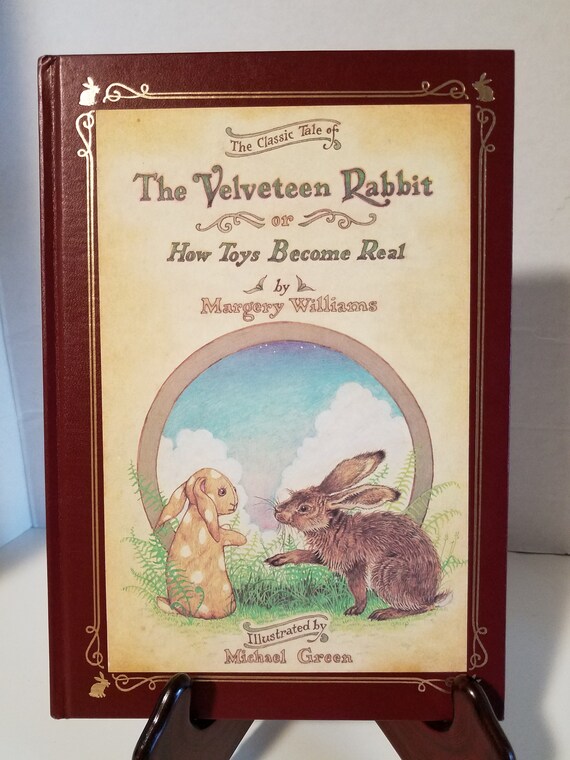 The Classic Tale of
The Velveteen Rabbit
or
How Toys Become Real
by
Margery Williams
Illustrated by
Michael Green